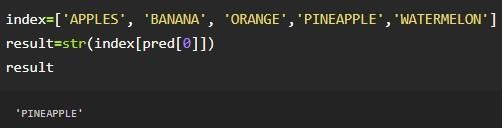 index=['APPLES', 'BANANA', 'ORANGE','PINEAPPLE','WATERMELON']
result=str(index[pred[0]])
result
'PINEAPPLE'